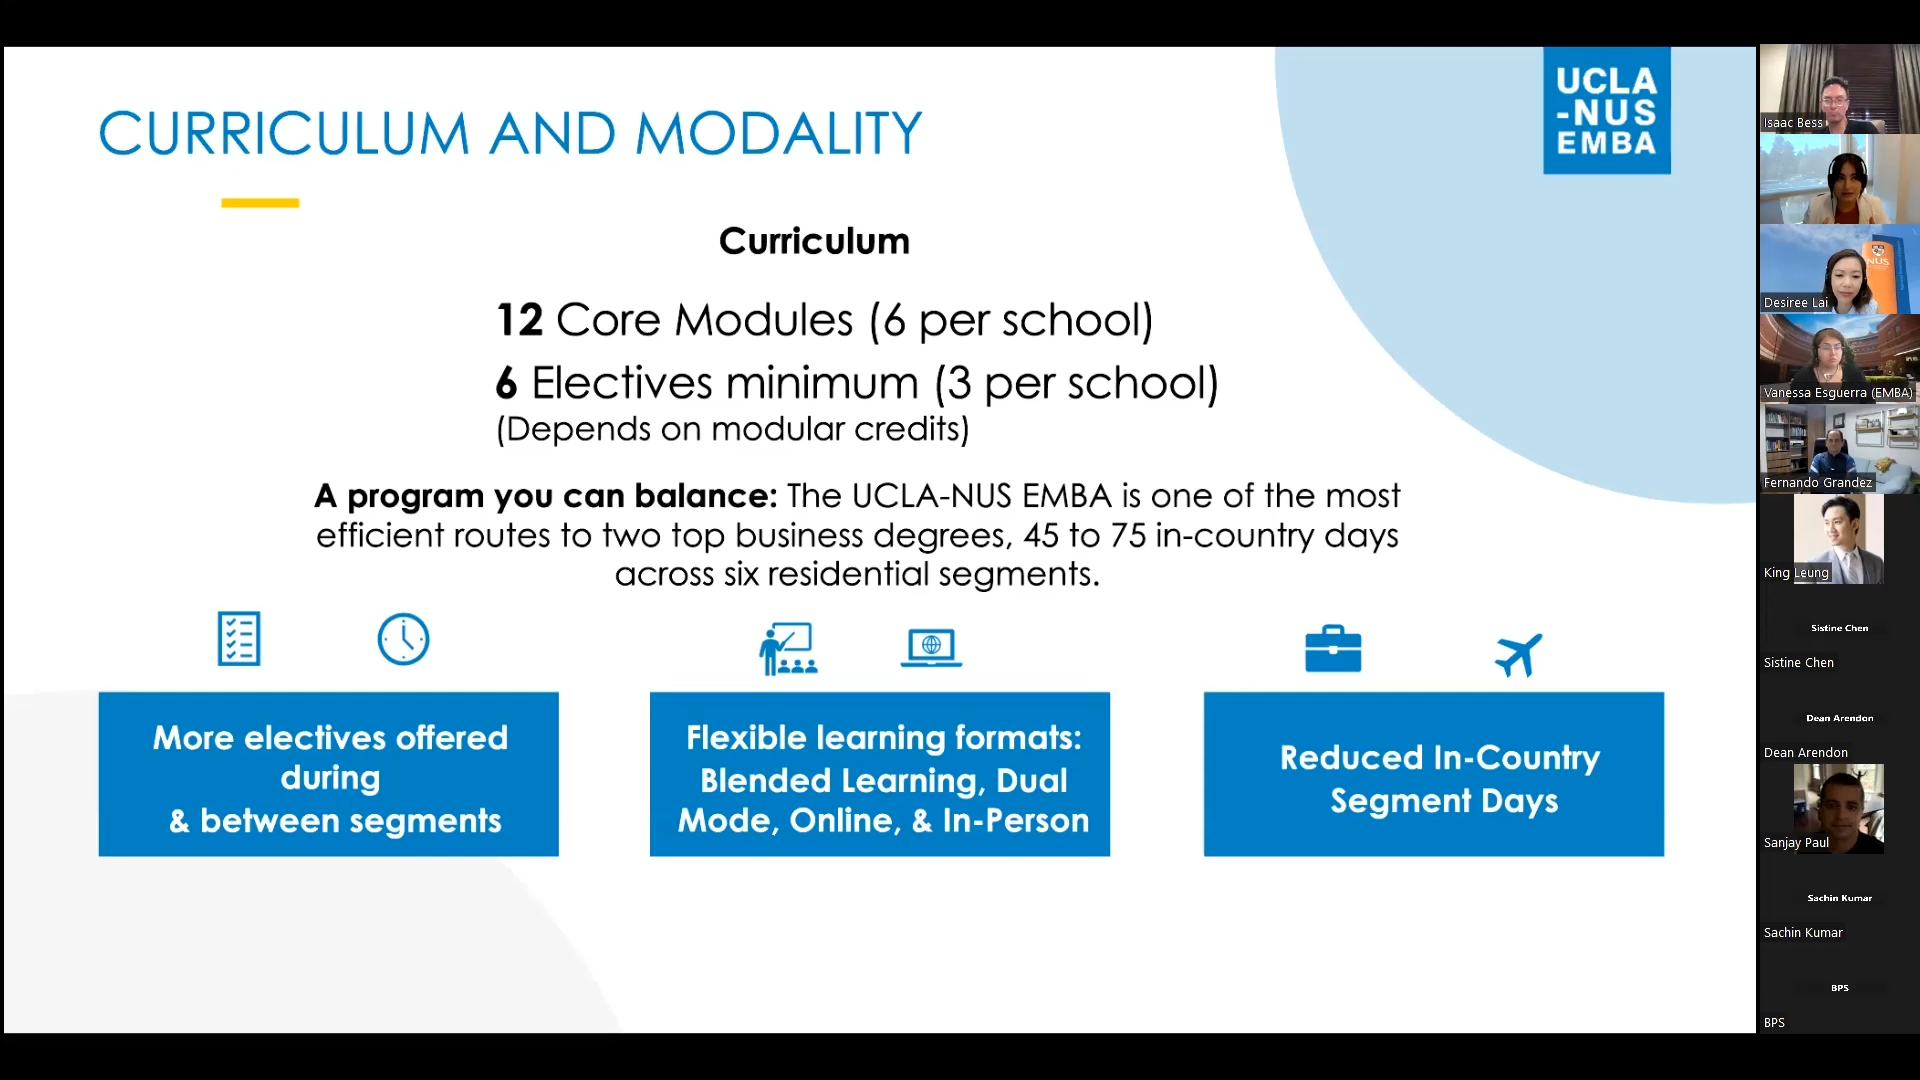 CURRICULUM AND MODALITY
UCLA
-NUS
EMBA
Curriculum
12 Core Modules (6 per school)
6 Electives minimum (3 per school)
(Depends on modular credits)
A program you can balance: The UCLA-NUS EMBA is one of the most
efficient routes to two top business degrees, 45 to 75 in-country days
across six residential segments.
More electives offered
during
& between segments
Flexible learning formats:
Blended Learning, Dual
Mode, Online, & In-Person
Reduced In-Country
Segment Days
Isaac Bess
NUS
Desiree Lai
Vanessa Esguerra (EMBA)
Fernando Grandez
King Leung
Sistine Chen
Sistine Chen
Dean Arendon
Dean Arendon
Sanjay Paul
Sachin Kumar
Sachin Kumar
BPS
BPS